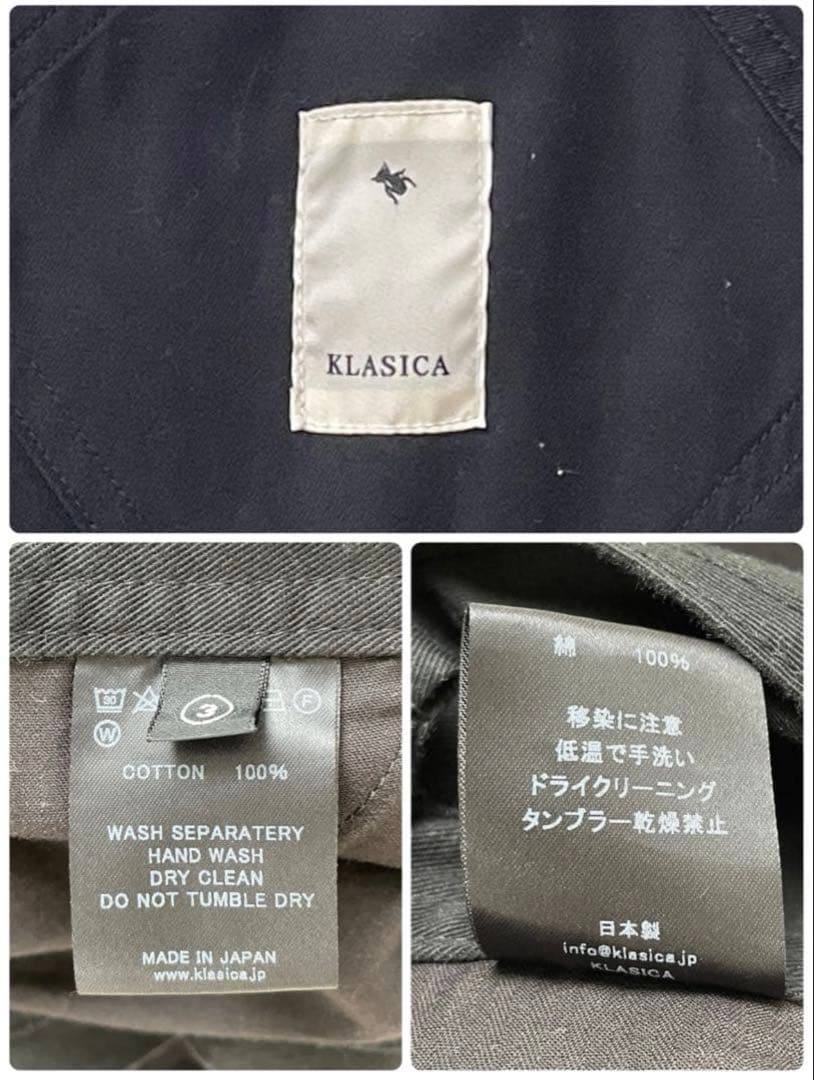 KLASICA
30
3
F
W
COTTON 100%
WASH SEPARATERY
HAND WASH
DRY CLEAN
DO NOT TUMBLE DRY
MADE IN JAPAN
www.klasica.jp
綿 100%
移染に注意
低温で手洗い
ドライクリーニング
タンブラー乾燥禁止
日本製
info@klasica.jp
KLASICA